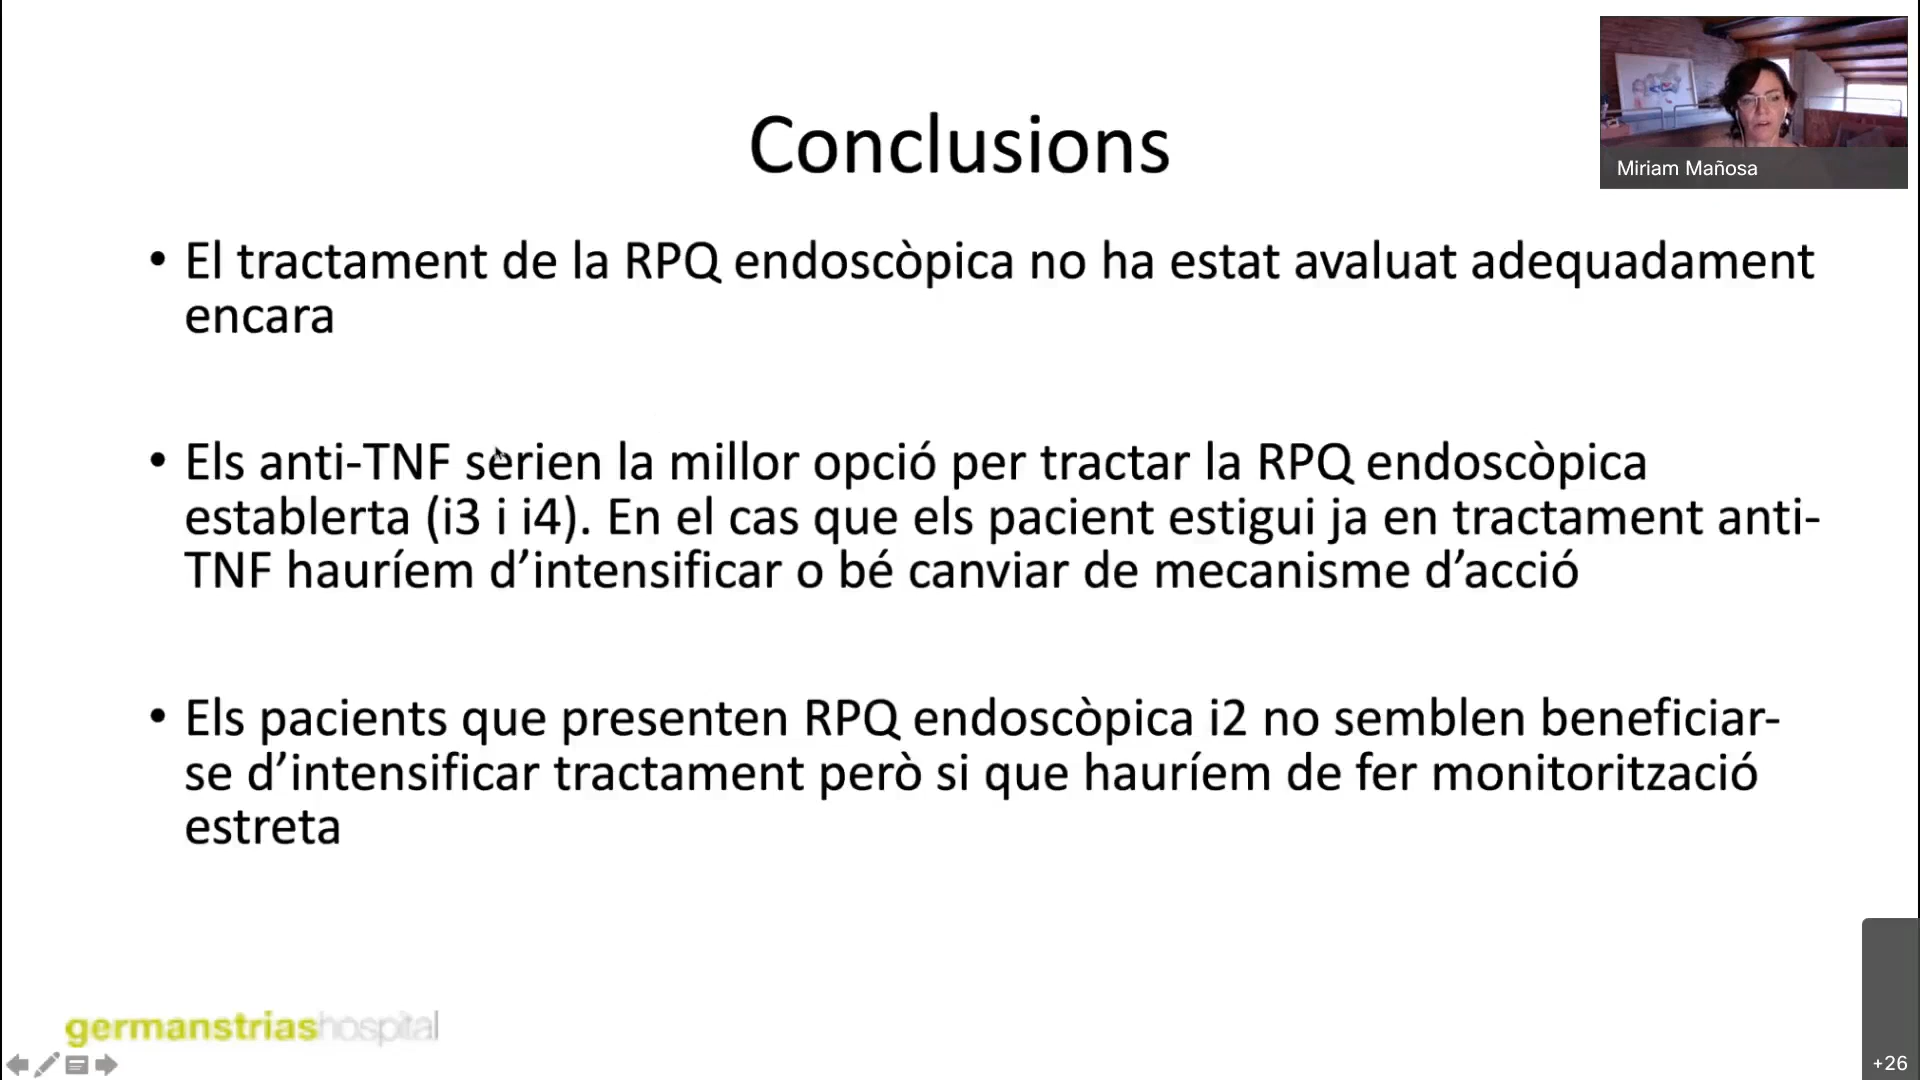 Conclusions
Miriam Mañosa
• El tractament de la RPQ endoscòpica no ha estat avaluat adequadament
encara
• Els anti-TNF serien la millor opció per tractar la RPQ endoscòpica
establerta (i3 i i4). En el cas que els pacient estigui ja en tractament anti-
TNF hauríem d’intensificar o bé canviar de mecanisme d’acció
• Els pacients que presenten RPQ endoscòpica i2 no semblen beneficiar-
se d’intensificar tractament però si que hauríem de fer monitorització
estreta
germanstriashospital
+26